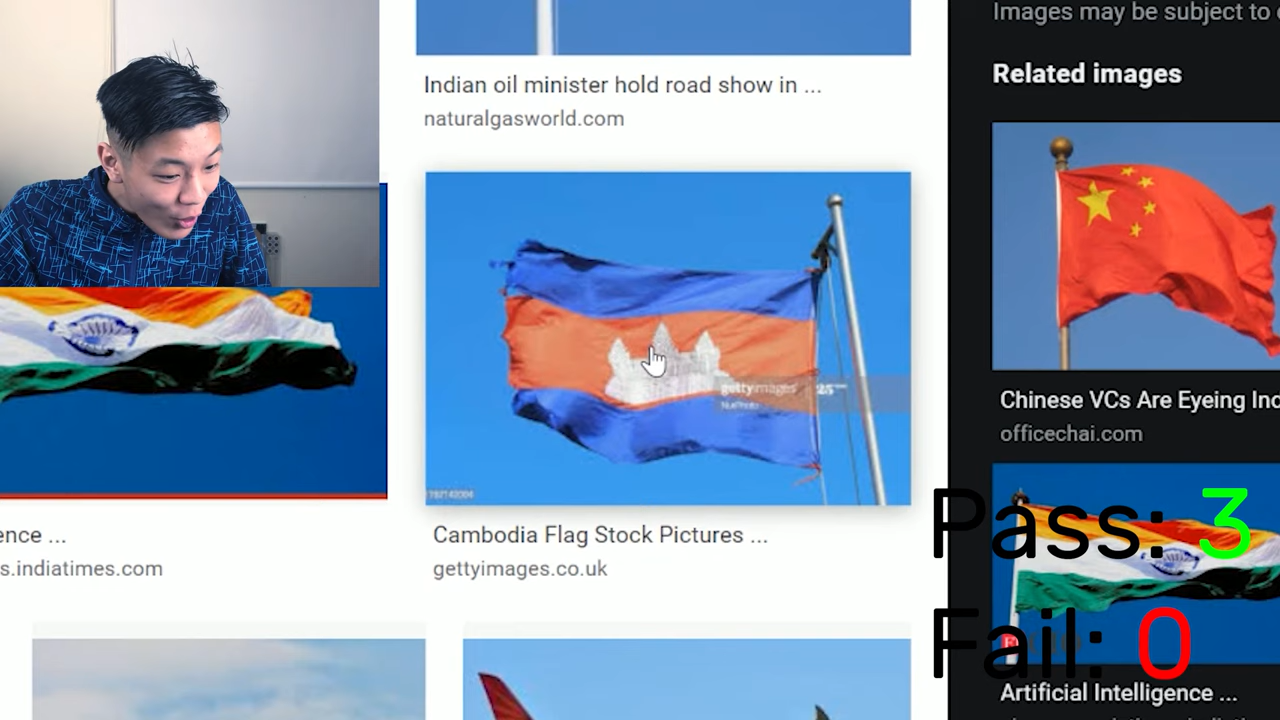 Images may be subject to
Related images
Indian oil minister hold road show in ...
naturalgasworld.com
gettyimages
NurPhoto
Cambodia Flag Stock Pictures ...
gettyimages.co.uk
ence ...
s.indiatimes.com
Chinese VCs Are Eyeing Inc
officechai.com
Pass: 3
Fail: 0
Artificial Intelligence ...